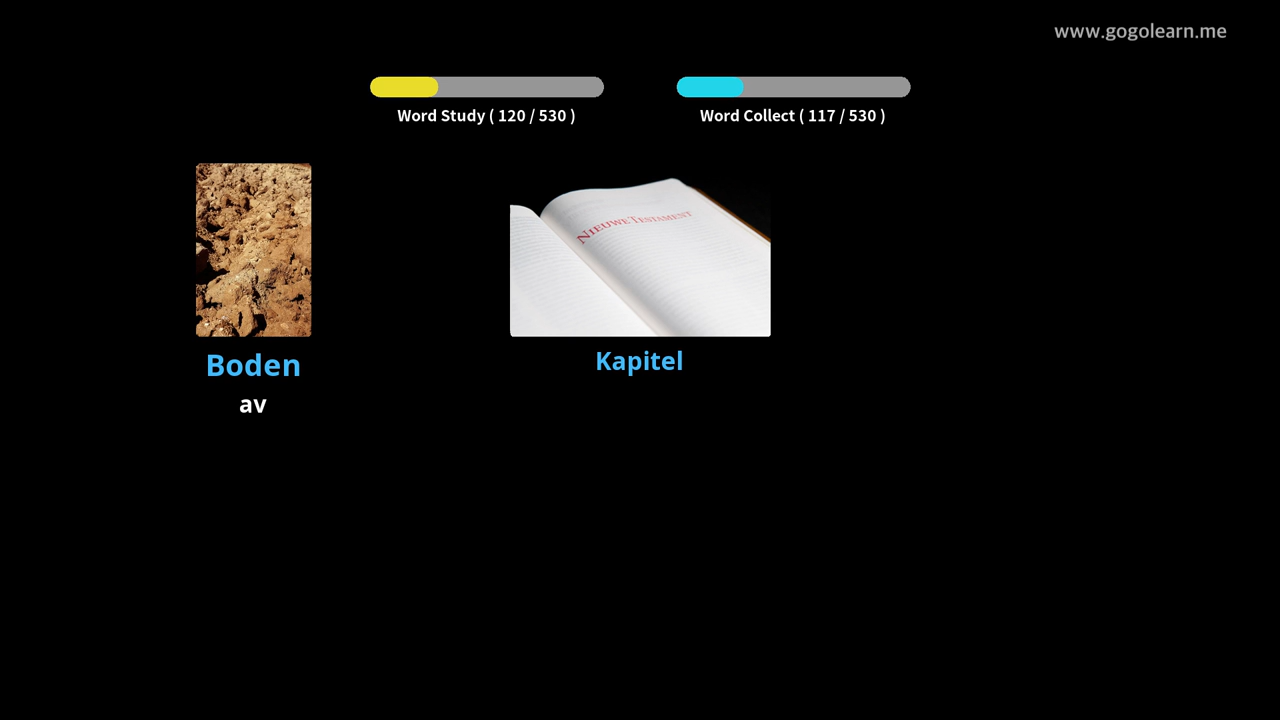 www.gogolearn.me
Word Study ( 120 / 530 )
Word Collect ( 117 / 530 )
NIEUWE TESTAMENT
Boden
av
Kapitel